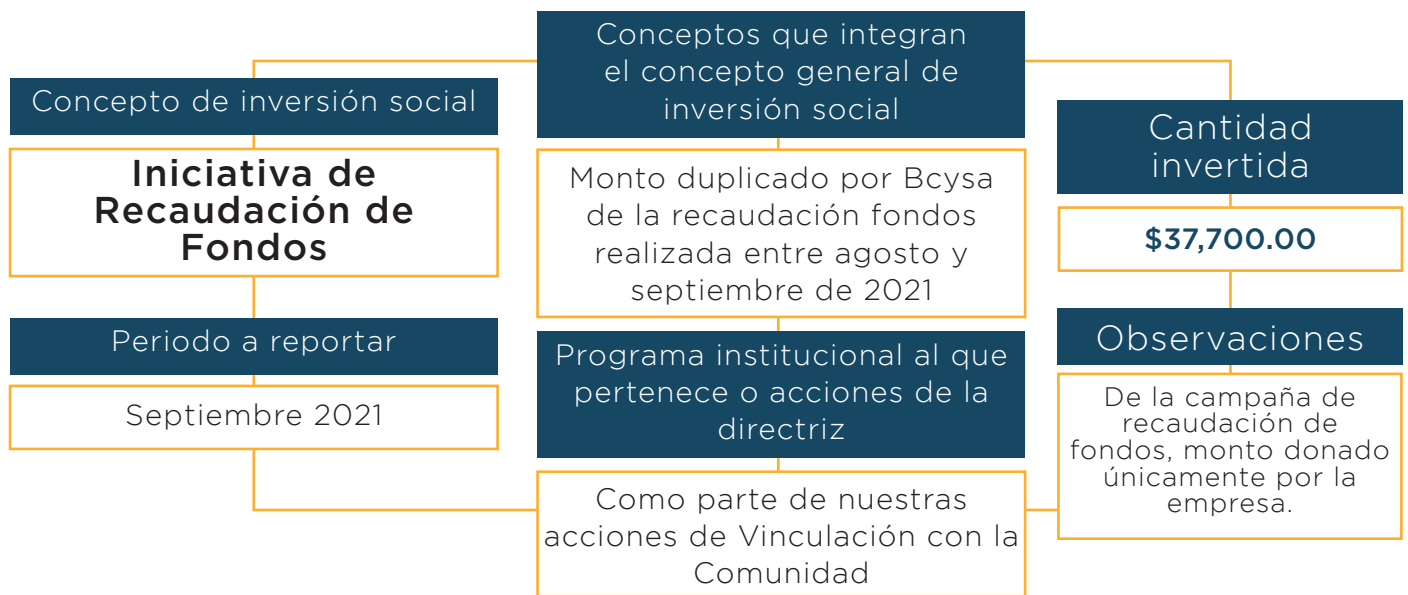 Concepto de inversión social
Iniciativa de
Recaudación de
Fondos
Periodo a reportar
Septiembre 2021
Conceptos que integran
el concepto general de
inversión social
Monto duplicado por Bcysa
de la recaudación fondos
realizada entre agosto y
septiembre de 2021
Programa institucional al que
pertenece o acciones de la
directriz
Como parte de nuestras
acciones de Vinculación con la
Comunidad
Cantidad
invertida
$37,700.00
Observaciones
De la campaña de
recaudación de
fondos, monto donado
únicamente por la
empresa.